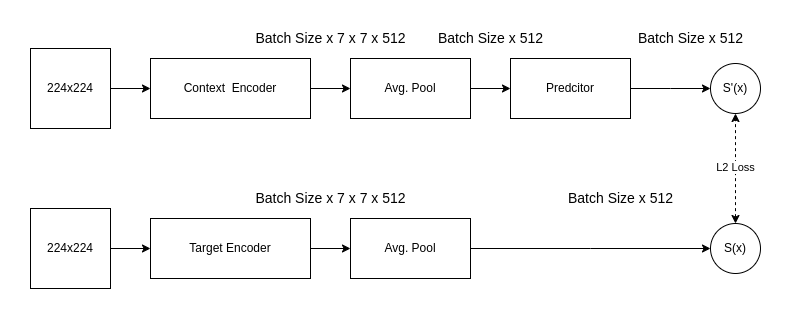 Batch Size x 7 x 7 x 512
Batch Size x 512
Batch Size x 512
224x224
Context Encoder
Avg. Pool
Predcitor
S'(x)
L2 Loss
Batch Size x 7 x 7 x 512
Batch Size x 512
224x224
Target Encoder
Avg. Pool
S(x)